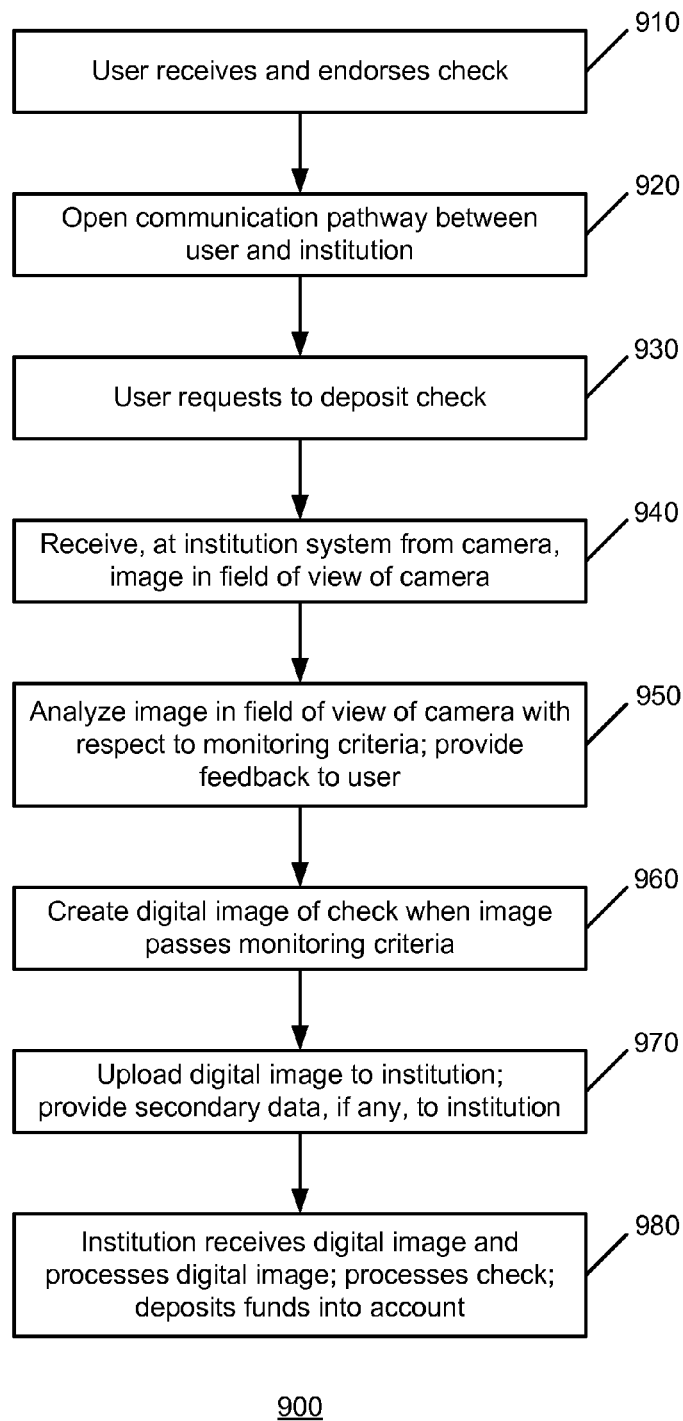 910
User receives and endorses check
920
Open communication pathway between
user and institution
930
User requests to deposit check
940
Receive, at institution system from camera,
image in field of view of camera
950
Analyze image in field of view of camera with
respect to monitoring criteria; provide
feedback to user
960
Create digital image of check when image
passes monitoring criteria
970
Upload digital image to institution;
provide secondary data, if any, to institution
980
Institution receives digital image and
processes digital image; processes check;
deposits funds into account
900